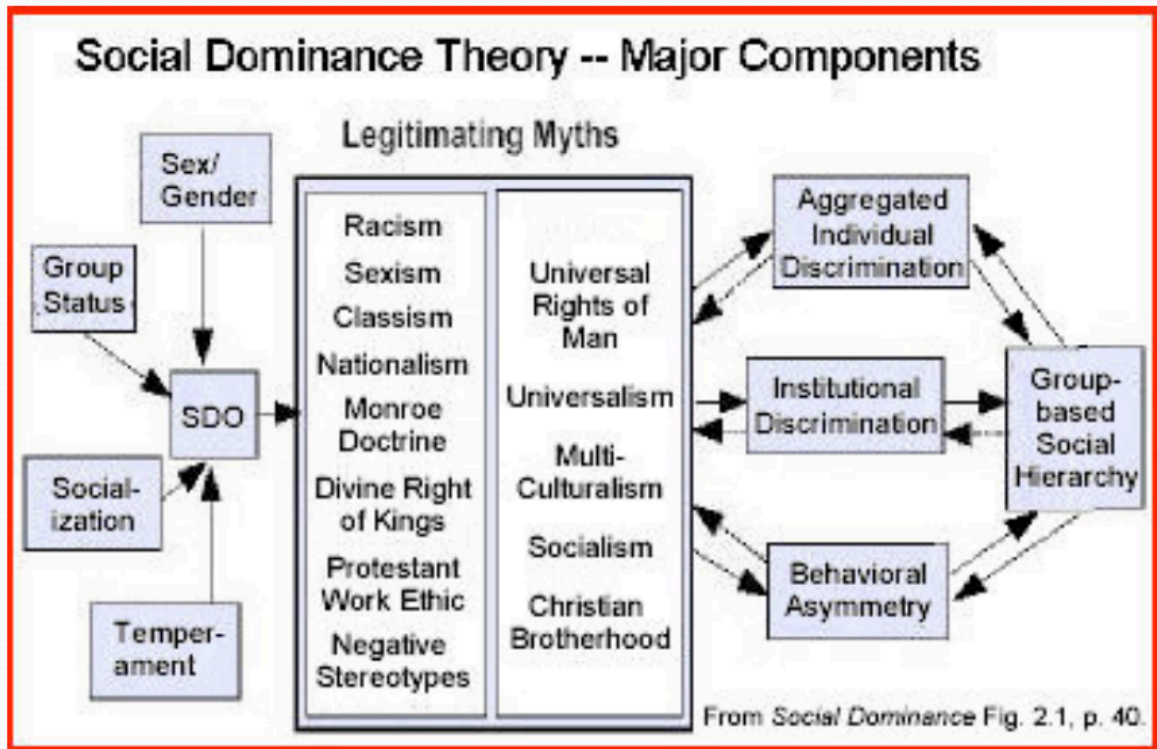 Social Dominance Theory -- Major Components
Legitimating Myths
Sex/
Gender
Group
Status
SDO
Social-
ization
Temper-
ament
Racism
Sexism
Classism
Nationalism
Monroe
Doctrine
Divine Right
of Kings
Protestant
Work Ethic
Negative
Stereotypes
Universal
Rights of
Man
Universalism
Multi-
Culturalism
Socialism
Christian
Brotherhood
Aggregated
Individual
Discrimination
Institutional
Discrimination
Behavioral
Asymmetry
Group-
based
Social
Hierarchy
From Social Dominance Fig. 2.1, p. 40.